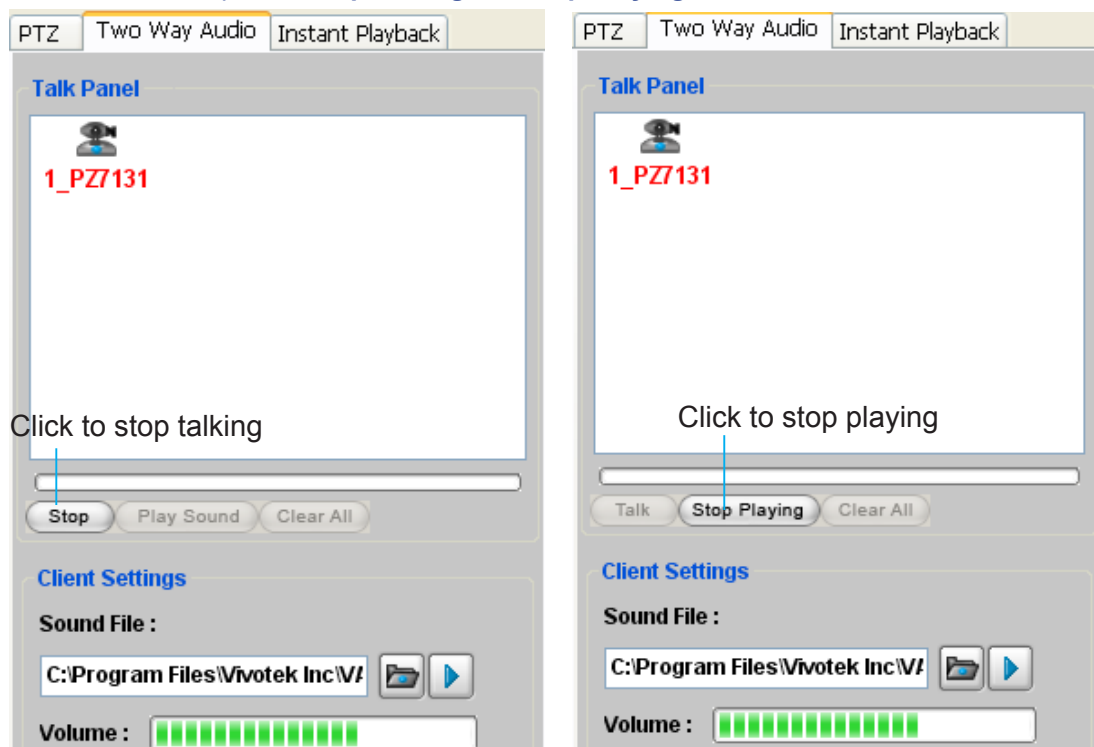 PTZ Two Way Audio Instant Playback
Talk Panel
1_PZ7131
Click to stop talking
Stop Play Sound Clear All
Client Settings
Sound File :
C:\Program Files\Vivotek Inc\VA
Volume :
PTZ Two Way Audio Instant Playback
Talk Panel
1_PZ7131
Click to stop playing
Talk Stop Playing Clear All
Client Settings
Sound File :
C:\Program Files\Vivotek Inc\VA
Volume :